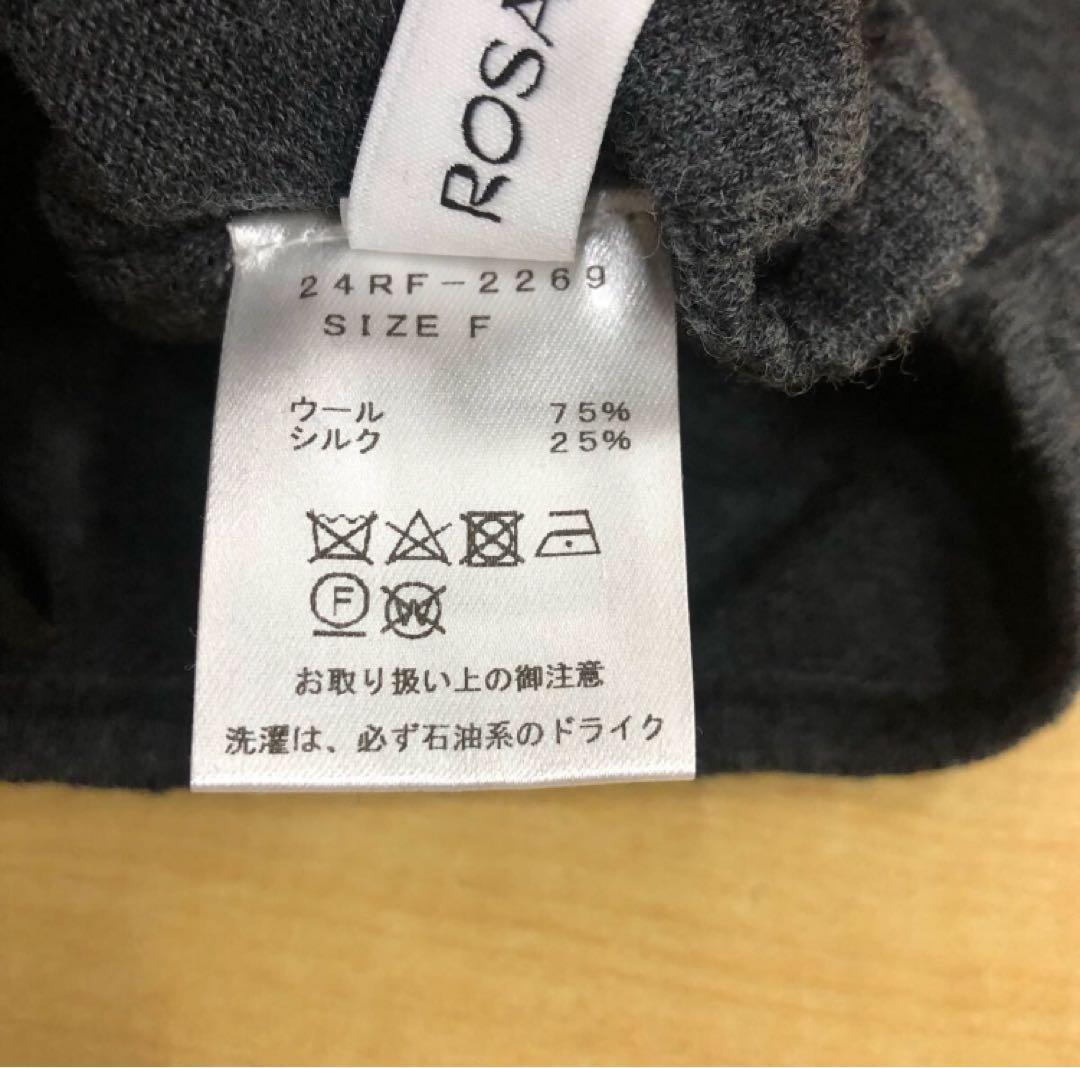 ROSA
24RF-2269
SIZE F
ウール 75%
シルク 25%
F
W
お取り扱い上の御注意
洗濯は、必ず石油系のドライク